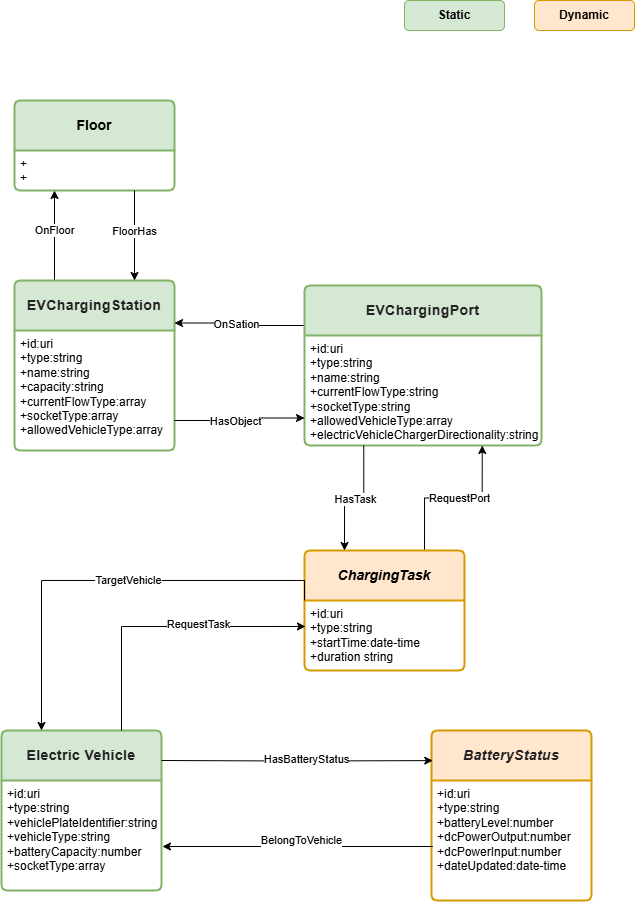 Static
Dynamic
Floor
+
+
OnFloor
FloorHas
EVChargingStation
+id:uri
+type:string
+name:string
+capacity:string
+currentFlowType:array
+socketType:array
+allowedVehicleType:array
OnSation
HasObject
EVChargingPort
+id:uri
+type:string
+name:string
+currentFlowType:string
+socketType:string
+allowedVehicleType:array
+electricVehicleChargerDirectionality:string
HasTask
RequestPort
ChargingTask
+id:uri
+type:string
+startTime:date-time
+duration string
TargetVehicle
RequestTask
Electric Vehicle
+id:uri
+type:string
+vehiclePlateIdentifier:string
+vehicleType:string
+batteryCapacity:number
+socketType:array
HasBatteryStatus
BelongToVehicle
BatteryStatus
+id:uri
+type:string
+batteryLevel:number
+dcPowerOutput:number
+dcPowerInput:number
+dateUpdated:date-time